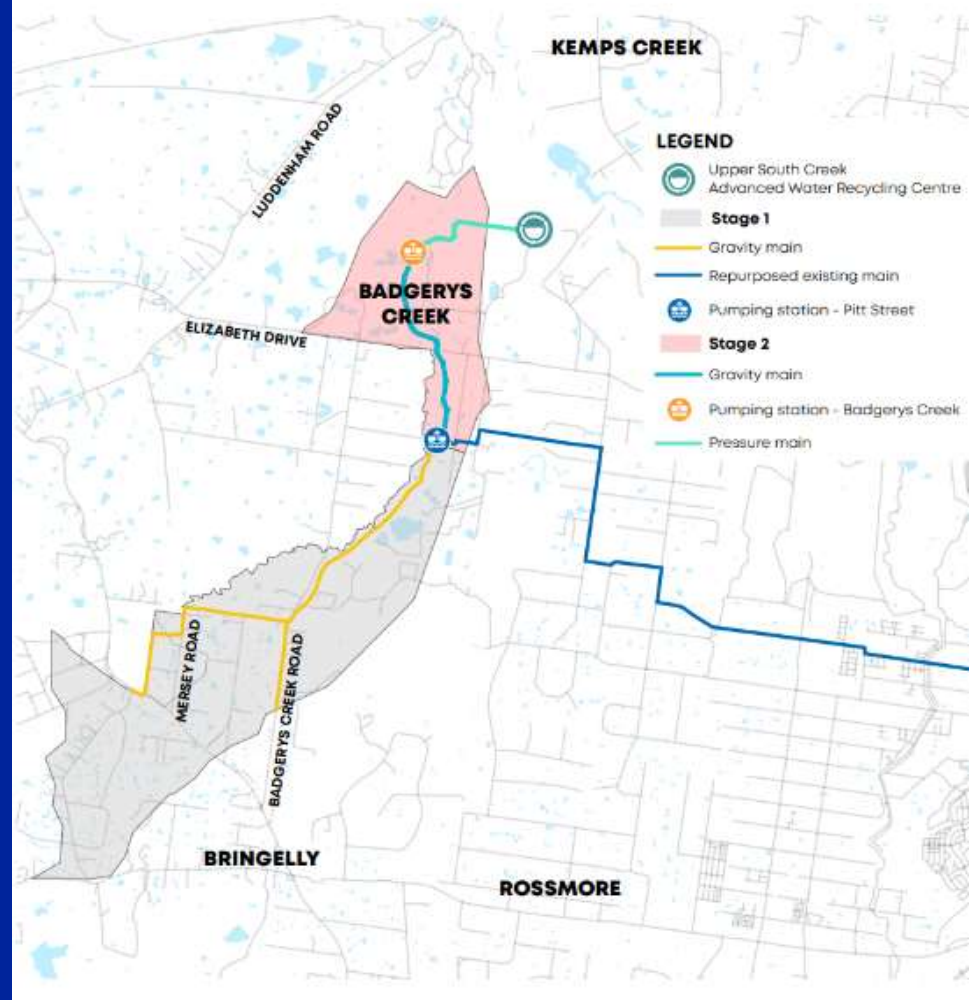 KEMPS CREEK
LUDDENHAM ROAD
LEGEND
Upper South Creek
Advanced Water Recycling Centre
Stage 1
Gravity main
Repurposed existing main
Pumping station - Pitt Street
Stage 2
Gravity main
Pumping station - Badgerys Creek
Pressure main
BADGERYS
CREEK
ELIZABETH DRIVE
MERSEY ROAD
BADGERYS CREEK ROAD
BRINGELLY
ROSSMORE